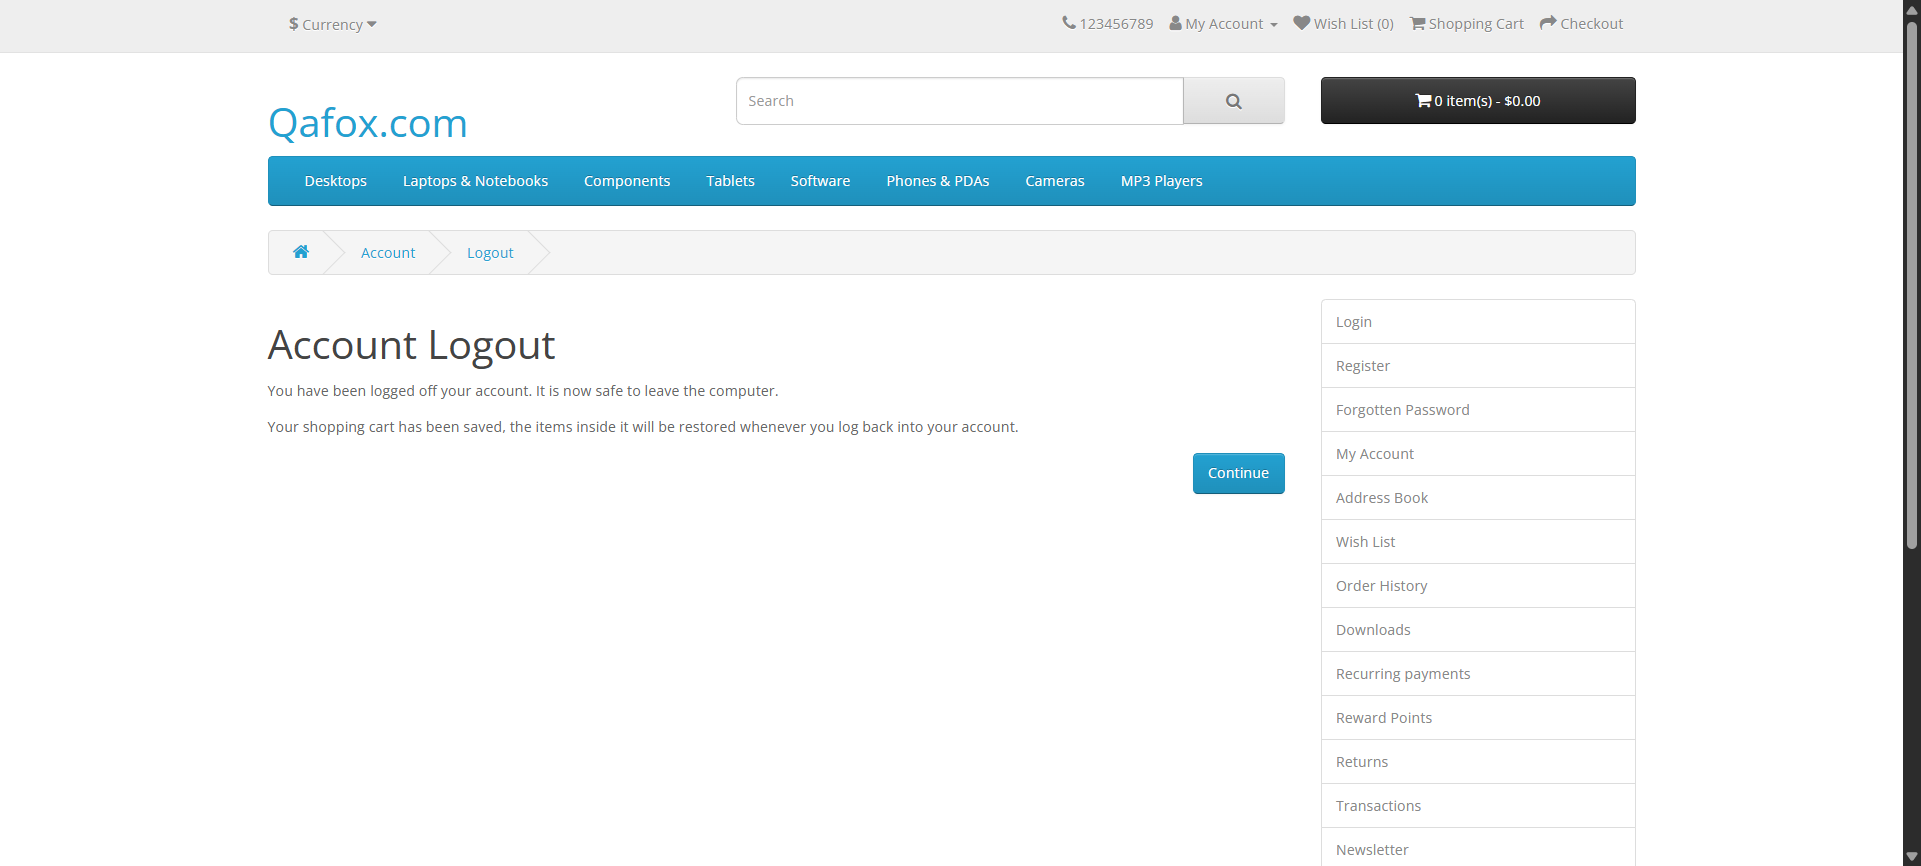 $ Currency
123456789 My Account Wish List (0) Shopping Cart Checkout
Qafox.com
Search
0 item(s) - $0.00
Desktops Laptops & Notebooks Components Tablets Software Phones & PDAs Cameras MP3 Players
Account Logout
Account Logout
You have been logged off your account. It is now safe to leave the computer.
Your shopping cart has been saved, the items inside it will be restored whenever you log back into your account.
Continue
Login
Register
Forgotten Password
My Account
Address Book
Wish List
Order History
Downloads
Recurring payments
Reward Points
Returns
Transactions
Newsletter